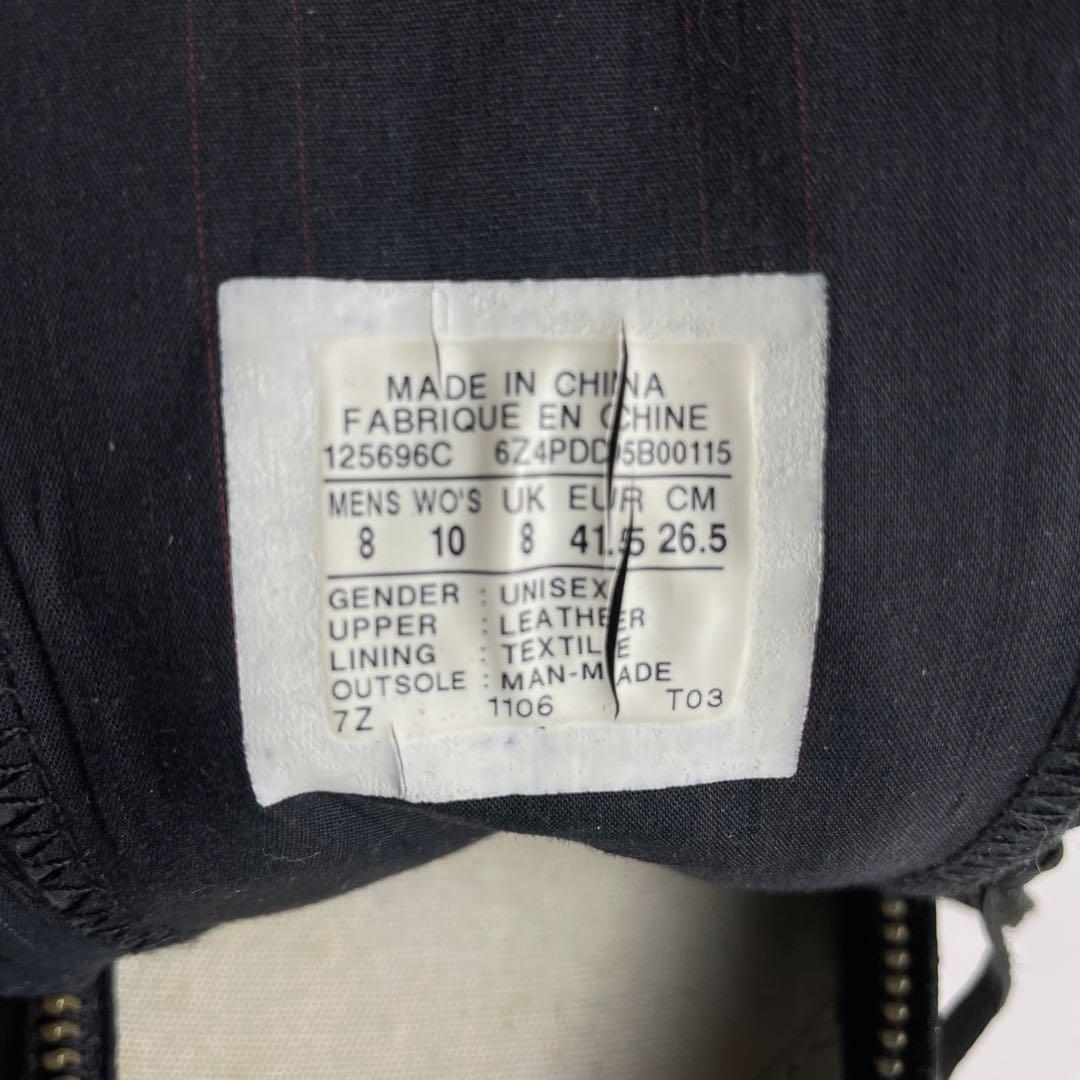 MADE IN CHINA
FABRIQUE EN CHINE
125696C 6Z4PDD05B00115
MENS WO'S UK EUR CM
8 10 8 41.5 26.5
GENDER : UNISEX
UPPER : LEATHER
LINING : TEXTILE
OUTSOLE : MAN-MADE
7Z 1106 T03